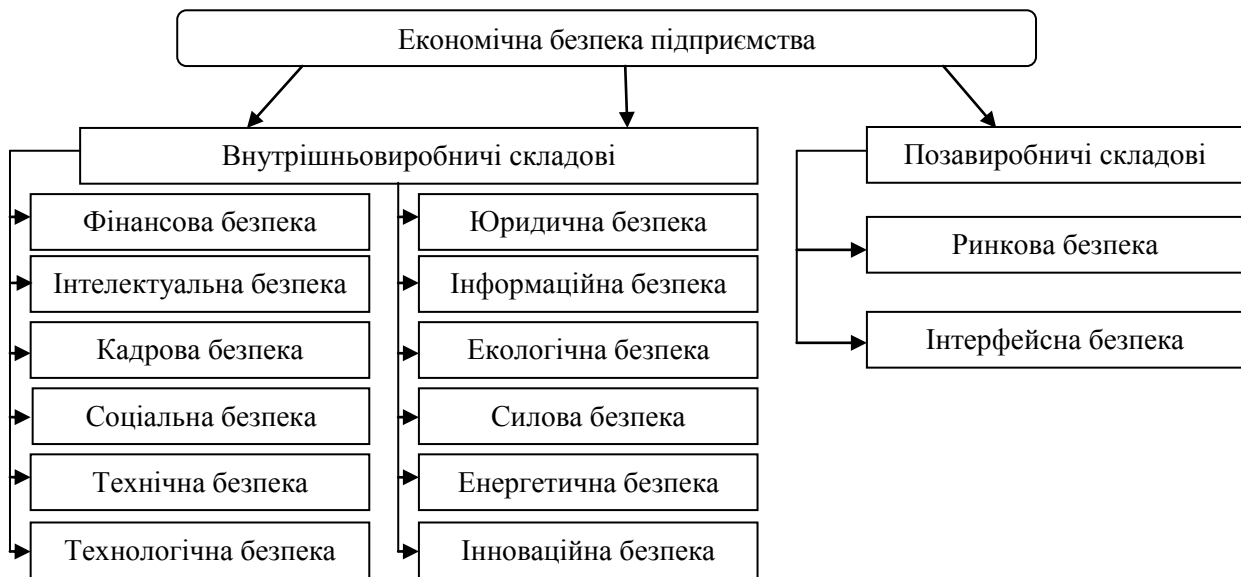 Економічна безпека підприємства
Внутрішньовиробничі складові
Позавиробничі складові
Фінансова безпека
Юридична безпека
Ринкова безпека
Інтелектуальна безпека
Інформаційна безпека
Кадрова безпека
Екологічна безпека
Інтерфейсна безпека
Соціальна безпека
Силова безпека
Технічна безпека
Енергетична безпека
Технологічна безпека
Інноваційна безпека